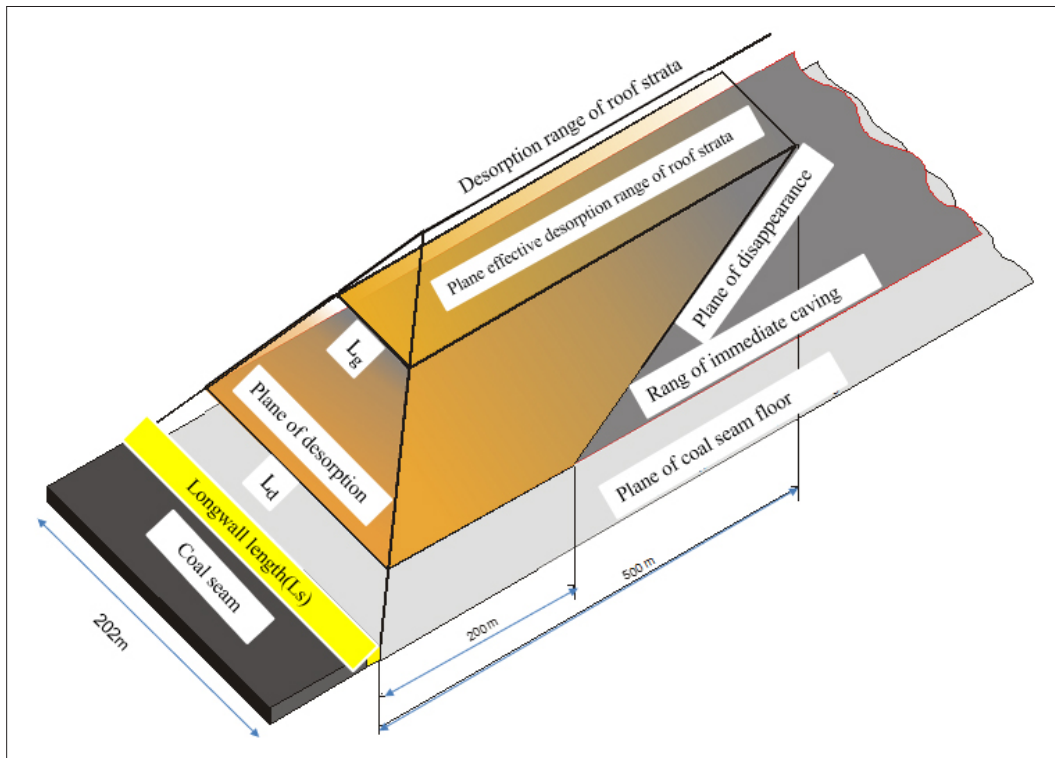 Desorption range of roof strata
Plane effective desorption range of roof strata
Plane of disappearance
Lg
Rang of immediate caving
Plane of desorption
Plane of coal seam floor
Ld
Longwall length(Ls)
Coal seam
202m
200 m
500 m